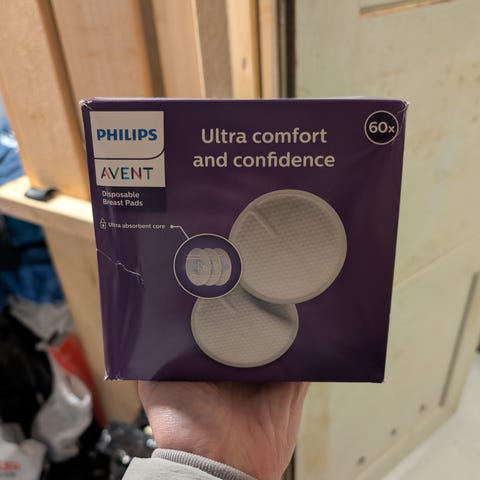 PHILIPS
AVENT
Disposable
Breast Pads
Ultra absorbent core
Ultra comfort
and confidence
60x